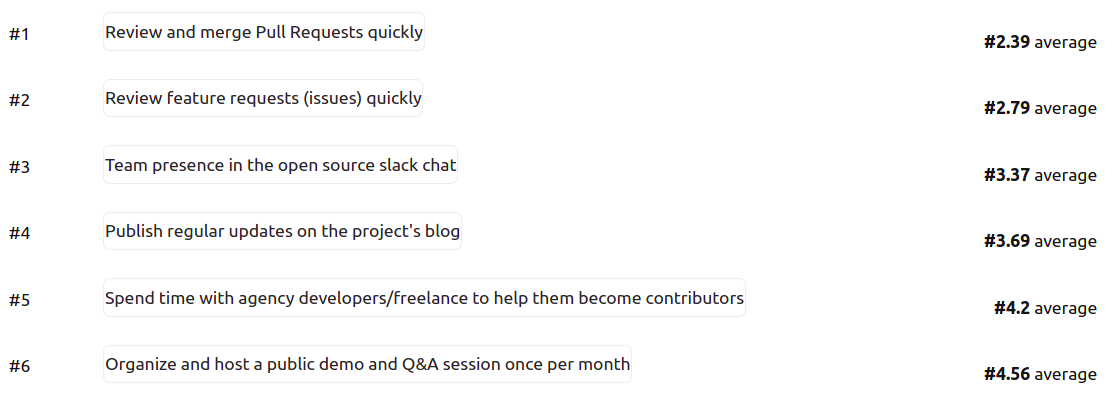 #1 Review and merge Pull Requests quickly #2.39 average
#2 Review feature requests (issues) quickly #2.79 average
#3 Team presence in the open source slack chat #3.37 average
#4 Publish regular updates on the project's blog #3.69 average
#5 Spend time with agency developers/freelance to help them become contributors #4.2 average
#6 Organize and host a public demo and Q&A session once per month #4.56 average